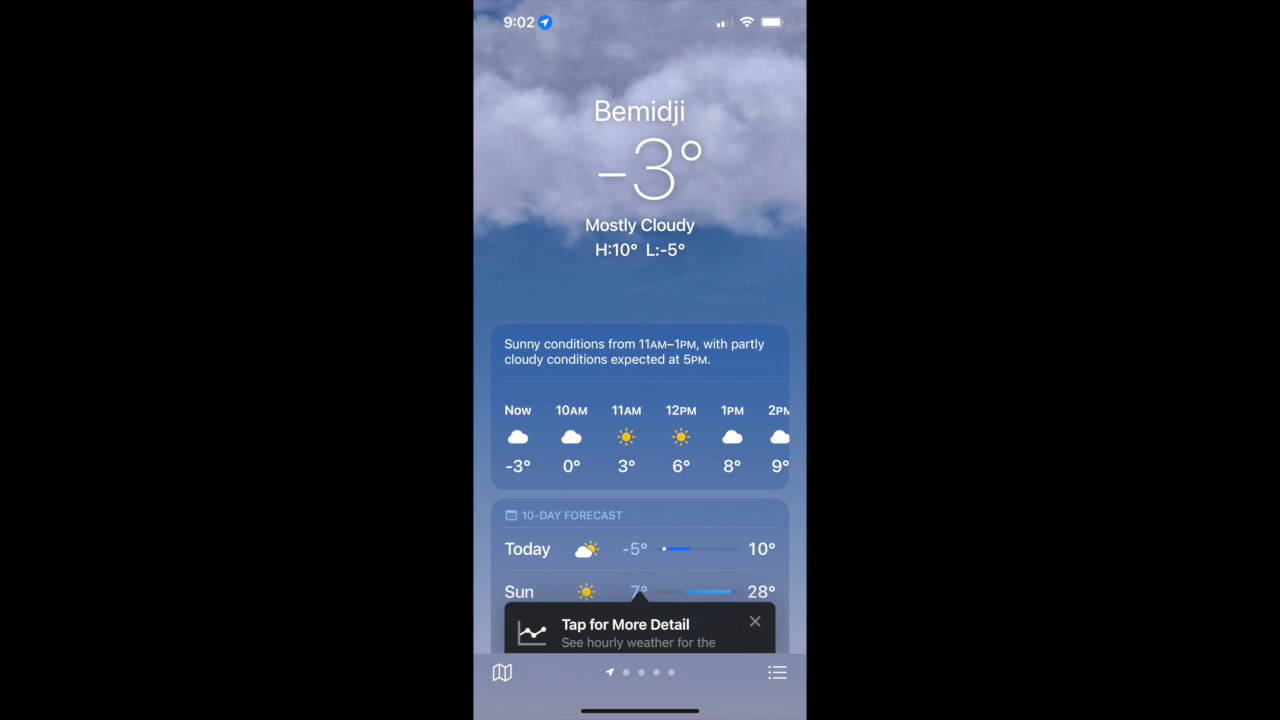 9:02
Bemidji
-3°
Mostly Cloudy
H:10° L:-5°
Sunny conditions from 11AM–1PM, with partly
cloudy conditions expected at 5PM.
Now 10AM 11AM 12PM 1PM 2PM
-3° 0° 3° 6° 8° 9°
10-DAY FORECAST
Today -5° 10°
Sun 7° 28°
Tap for More Detail
See hourly weather for the